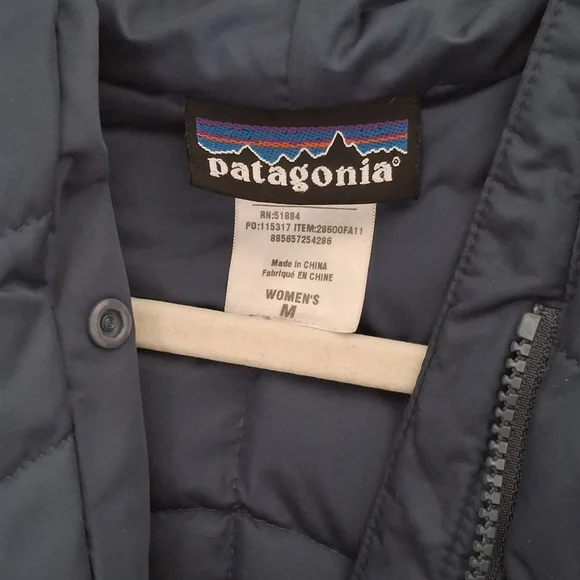 patagonia®
RN:51884
PO:115317 ITEM:28600FA11
885657254286
Made in CHINA
Fabriqué EN CHINE
WOMEN'S
M